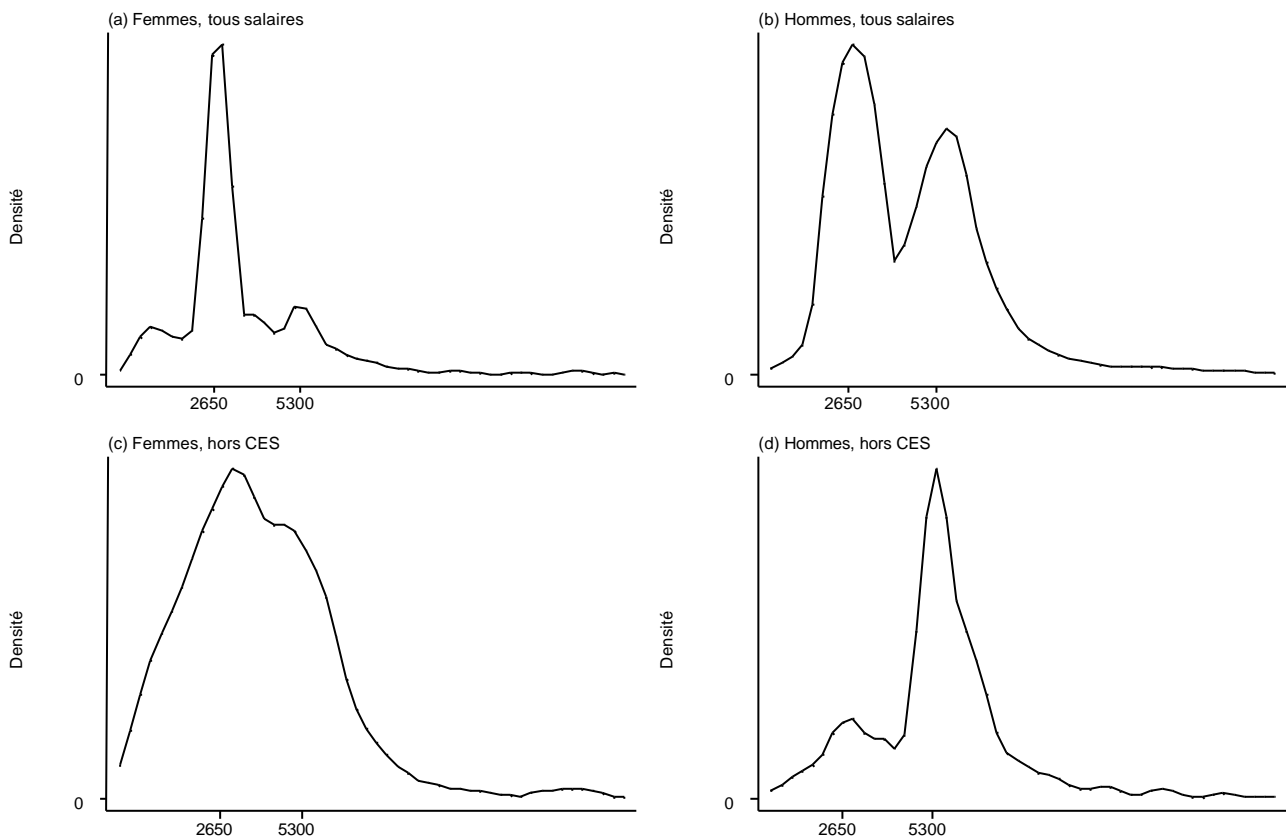 (a) Femmes, tous salaires
Densité
0
2650 5300
(b) Hommes, tous salaires
Densité
0
2650 5300
(c) Femmes, hors CES
Densité
0
2650 5300
(d) Hommes, hors CES
Densité
0
2650 5300